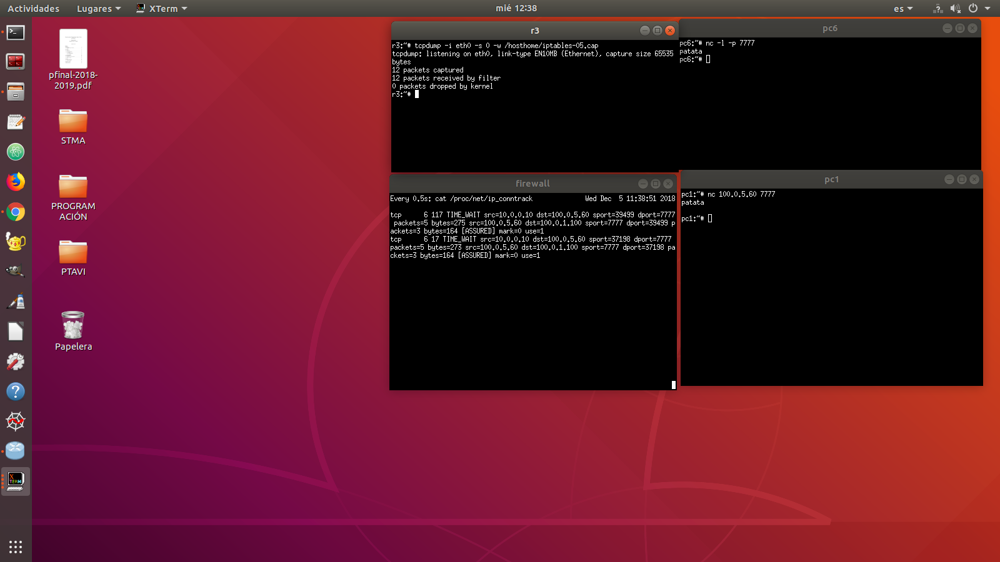 Actividades
Lugares
XTerm
mié 12:38
es
pfinal-2018-
2019.pdf
STMA
PROGRAM
ACIÓN
PTAVI
Papelera
r3
r3:~# tcpdump -i eth0 -s 0 -w /hosthome/iptables-05.cap
tcpdump: listening on eth0, link-type EN10MB (Ethernet), capture size 65535
bytes
12 packets captured
12 packets received by filter
0 packets dropped by kernel
r3:~#
pc6
pc6:~# nc -l -p 7777
patata
pc6:~#
firewall
Every 0.5s: cat /proc/net/ip_conntrack Wed Dec  5 11:38:51 2018
tcp      6 117 TIME_WAIT src=10.0.0.10 dst=100.0.5.60 sport=39499 dport=7777
packets=5 bytes=275 src=100.0.5.60 dst=100.0.1.100 sport=7777 dport=39499 p
ackets=3 bytes=164 [ASSURED] mark=0 use=1
tcp      6 17 TIME_WAIT src=10.0.0.10 dst=100.0.5.60 sport=37198 dport=7777
packets=5 bytes=273 src=100.0.5.60 dst=100.0.1.100 sport=7777 dport=37198 pa
ckets=3 bytes=164 [ASSURED] mark=0 use=1
pc1
pc1:~# nc 100.0.5.60 7777
patata
pc1:~#
X
TERM